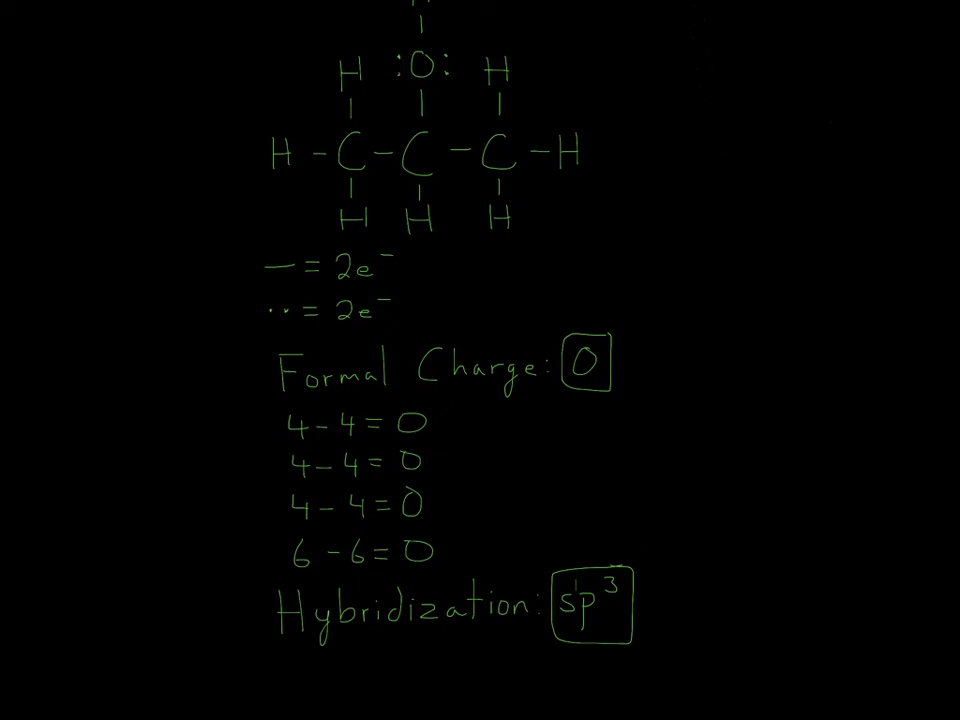 H :O: H
H - C - C - C - H
H H H
— = 2e⁻
·· = 2e⁻
Formal Charge: 0
4 - 4 = 0
4 - 4 = 0
4 - 4 = 0
6 - 6 = 0
Hybridization: sp³